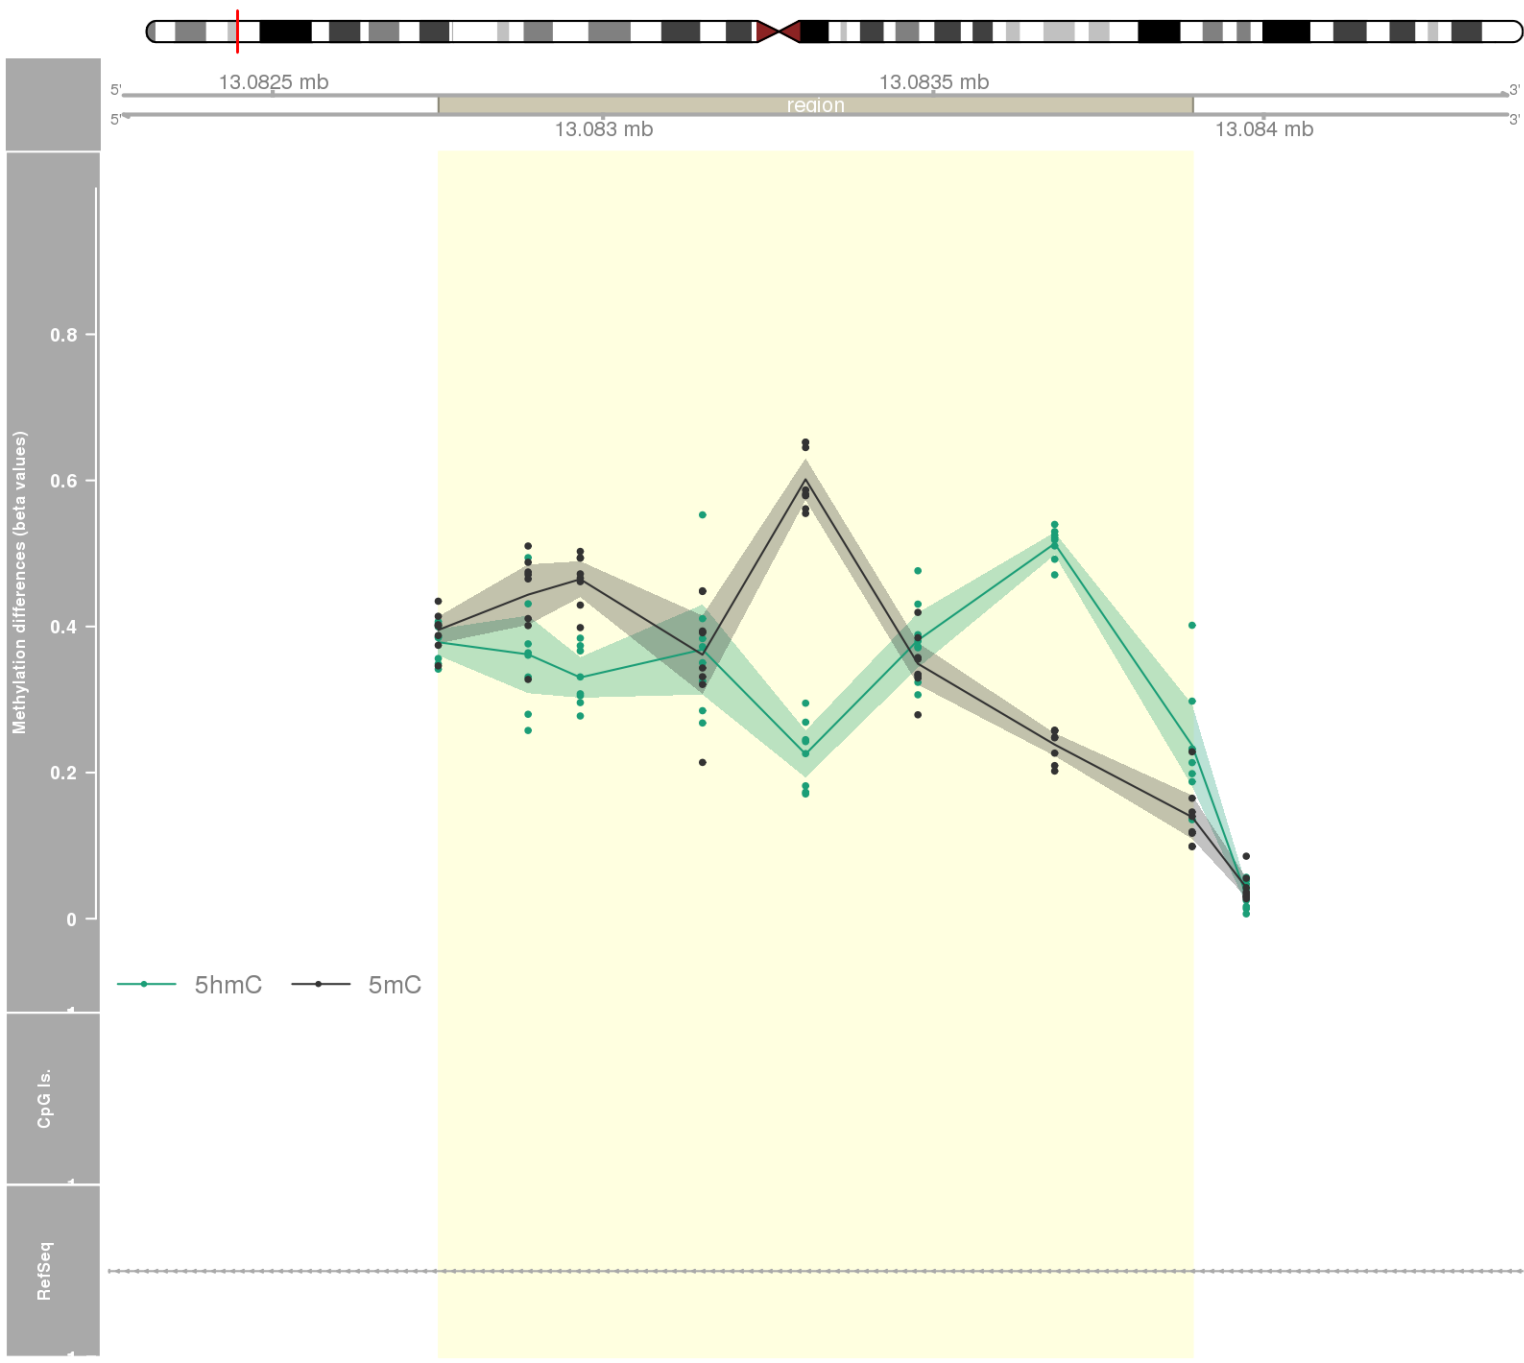 13.0825 mb
13.0835 mb
5'
3'
region
5'
3'
13.083 mb
13.084 mb
Methylation differences (beta values)
0.8
0.6
0.4
0.2
0
5hmC
5mC
CpG Is.
RefSeq